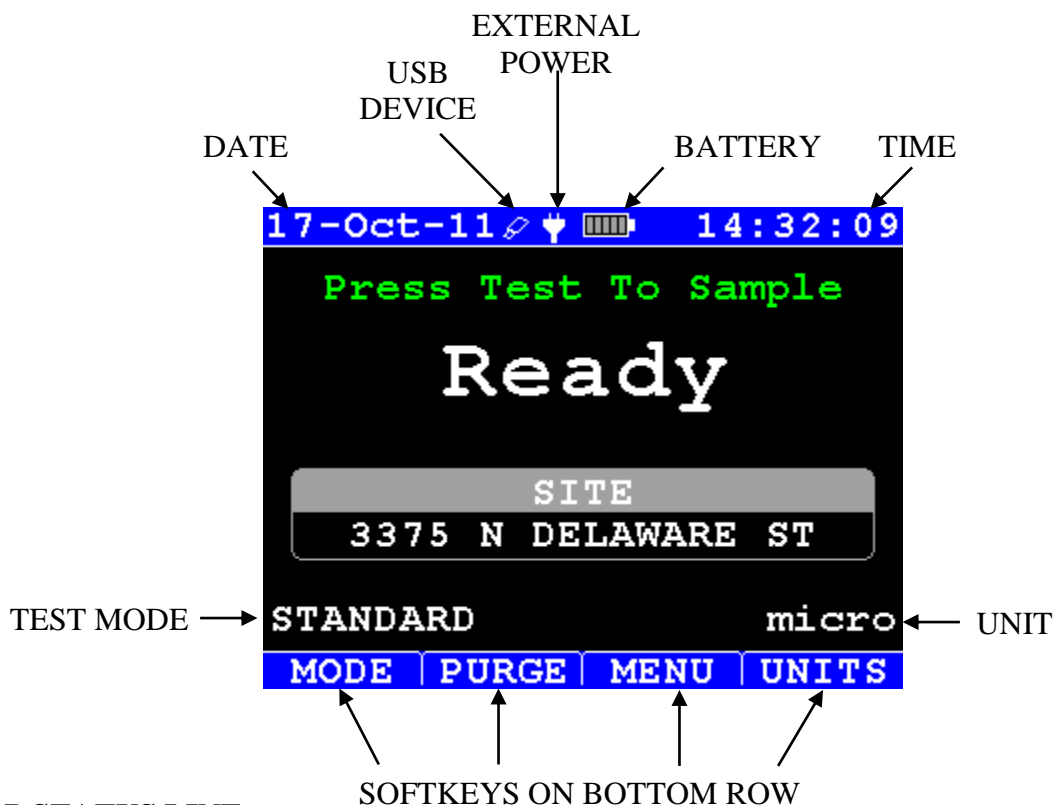 EXTERNAL
POWER
USB
DEVICE
DATE
BATTERY
TIME
17-Oct-11 14:32:09
Press Test To Sample
Ready
SITE
3375 N DELAWARE ST
TEST MODE
STANDARD
micro
UNIT
MODE PURGE MENU UNITS
SOFTKEYS ON BOTTOM ROW